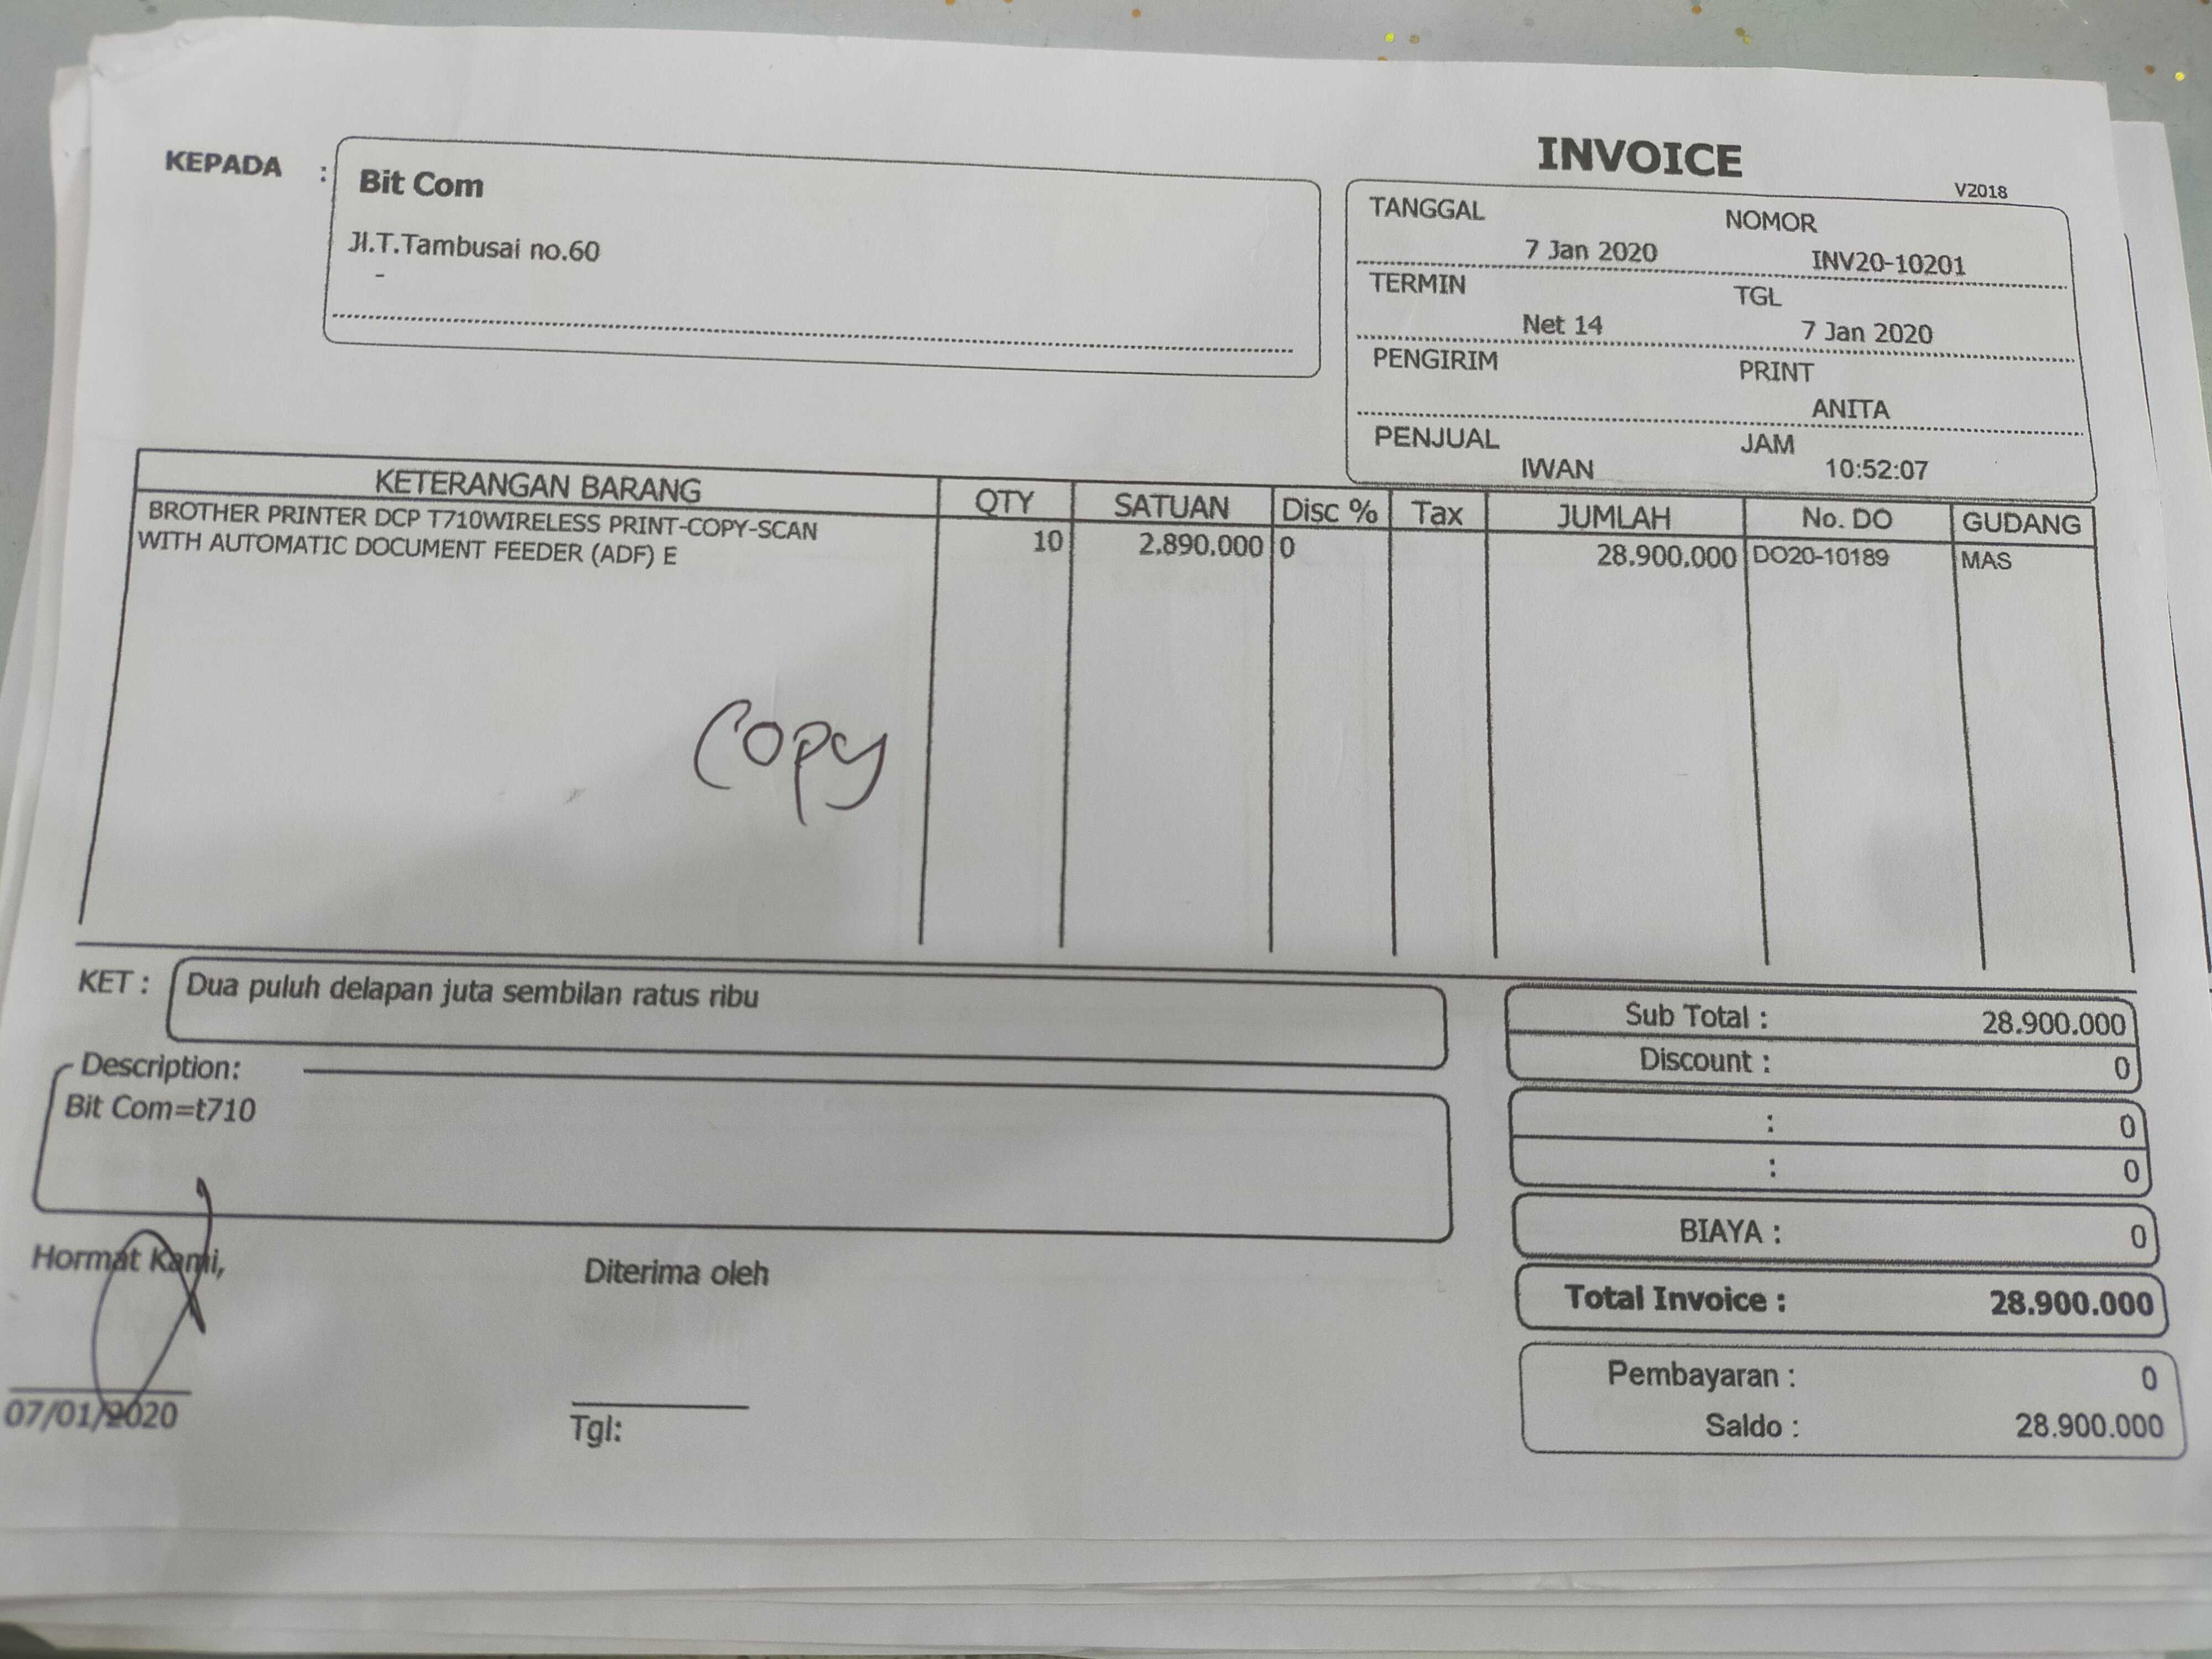 INVOICE
V2018
KEPADA : Bit Com
Jl.T.Tambusai no.60
-
TANGGAL NOMOR
7 Jan 2020 INV20-10201
TERMIN TGL
Net 14 7 Jan 2020
PENGIRIM PRINT
ANITA
PENJUAL JAM
IWAN 10:52:07
KETERANGAN BARANG QTY SATUAN Disc % Tax JUMLAH No. DO GUDANG
BROTHER PRINTER DCP T710WIRELESS PRINT-COPY-SCAN
WITH AUTOMATIC DOCUMENT FEEDER (ADF) E 10 2.890.000 0 28.900.000 DO20-10189 MAS
Copy
KET : Dua puluh delapan juta sembilan ratus ribu
Description:
Bit Com=t710
Sub Total : 28.900.000
Discount : 0
: 0
: 0
BIAYA : 0
Total Invoice : 28.900.000
Pembayaran : 0
Saldo : 28.900.000
Hormat Kami, Diterima oleh
07/01/2020 Tgl: